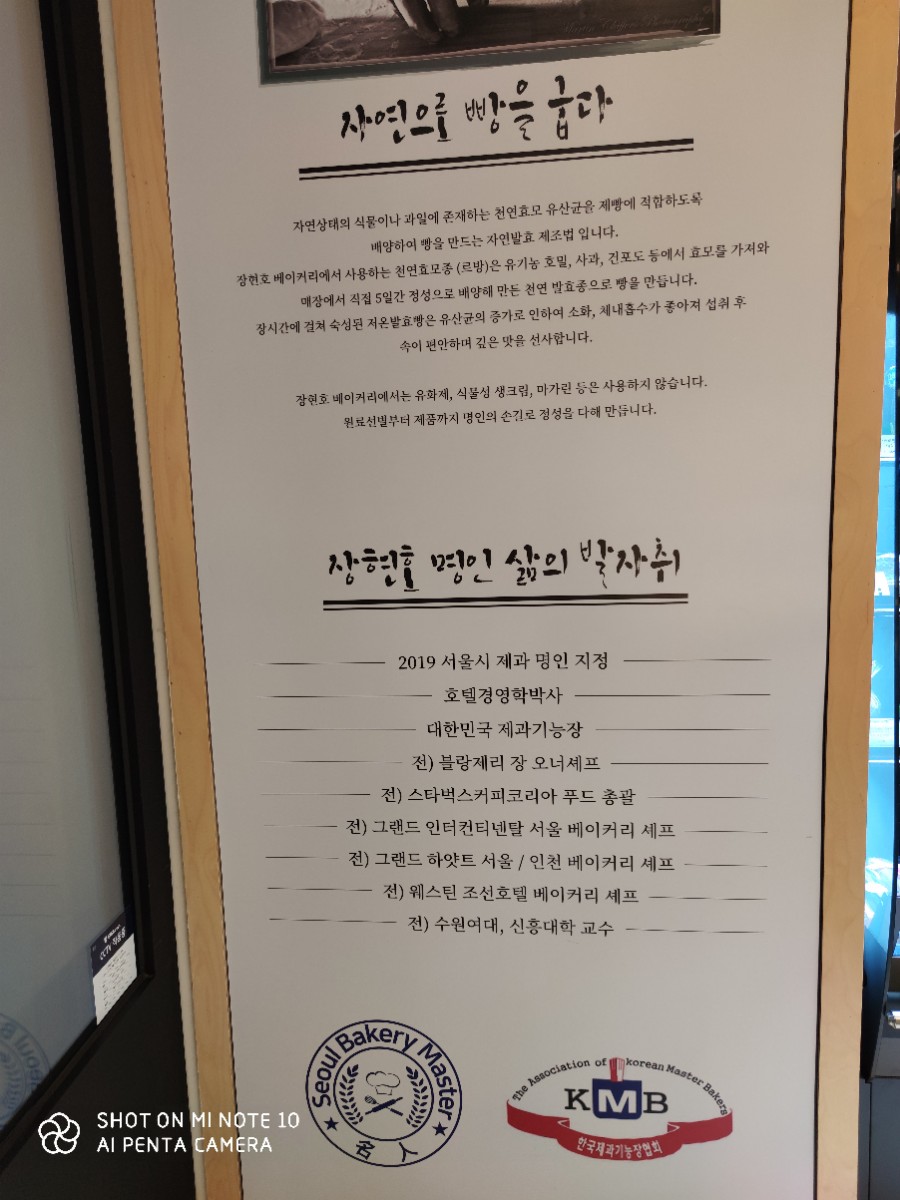 자연으로 빵을 굽다
자연상태의 식물이나 과일에 존재하는 천연효모 유산균을 제빵에 적합하도록
배양하여 빵을 만드는 자연발효 제조법 입니다.
장현호 베이커리에서 사용하는 천연효모종 (르방)은 유기농 호밀, 사과, 건포도 등에서 효모를 가져와
매장에서 직접 5일간 정성으로 배양해 만든 천연 발효종으로 빵을 만듭니다.
장시간에 걸쳐 숙성된 저온발효빵은 유산균의 증가로 인하여 소화, 체내흡수가 좋아져 섭취 후
속이 편안하며 깊은 맛을 선사합니다.
장현호 베이커리에서는 유화제, 식물성 생크림, 마가린 등은 사용하지 않습니다.
원료선별부터 제품까지 명인의 손길로 정성을 다해 만듭니다.
장현호 명인 삶의 발자취
2019 서울시 제과 명인 지정
호텔경영학박사
대한민국 제과기능장
전) 블랑제리 장 오너셰프
전) 스타벅스커피코리아 푸드 총괄
전) 그랜드 인터컨티넨탈 서울 베이커리 셰프
전) 그랜드 하얏트 서울 / 인천 베이커리 셰프
전) 웨스틴 조선호텔 베이커리 셰프
전) 수원여대, 신흥대학 교수
Seoul Bakery Master
名人
The Association of korean Master Bakers
KMB
한국제과기능장협회
CCTV
SHOT ON MI NOTE 10
AI PENTA CAMERA